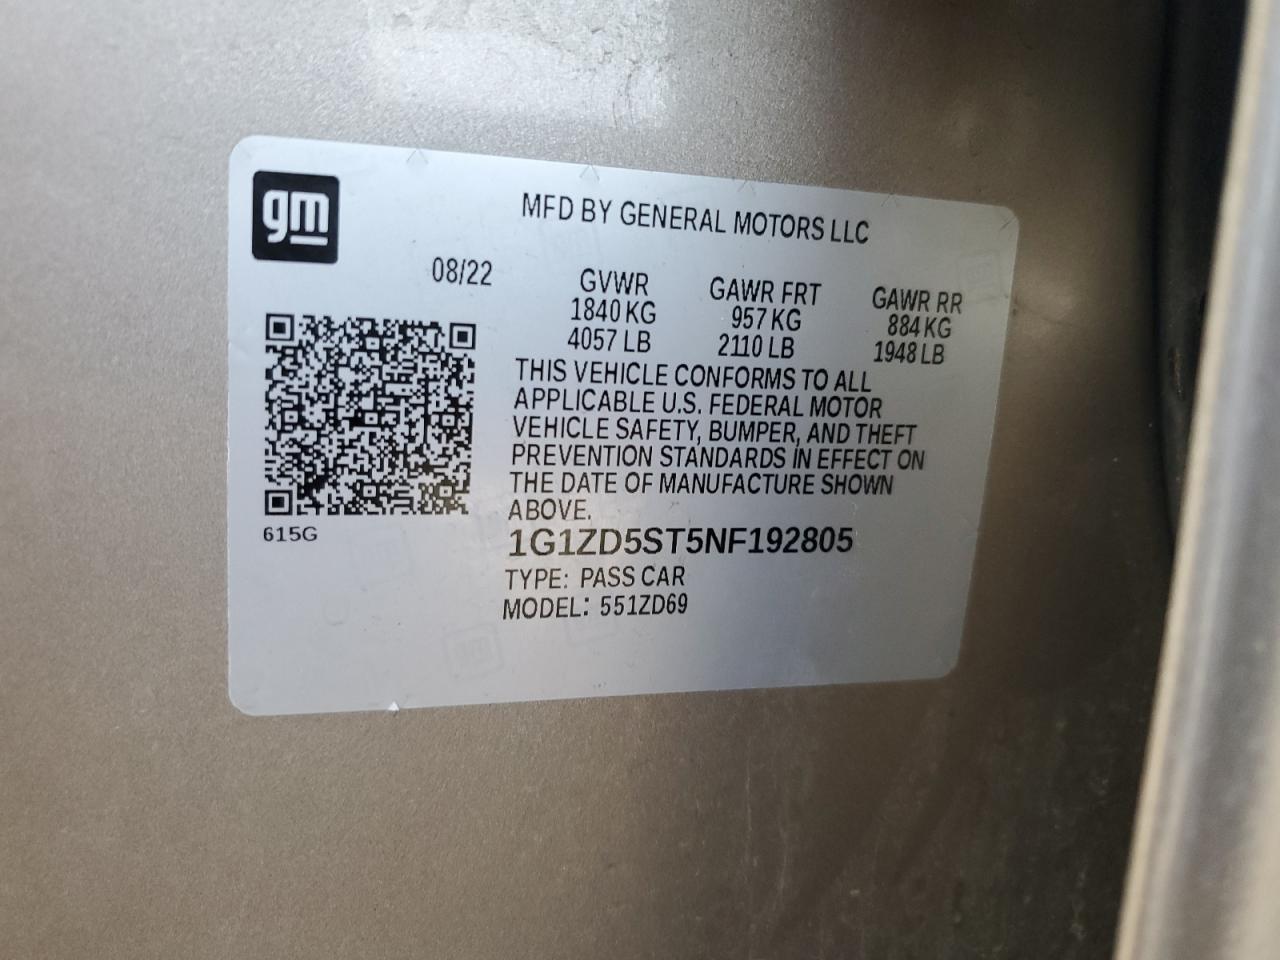 gm
MFD BY GENERAL MOTORS LLC
08/22
GVWR GAWR FRT GAWR RR
1840 KG 957 KG 884 KG
4057 LB 2110 LB 1948 LB
THIS VEHICLE CONFORMS TO ALL
APPLICABLE U.S. FEDERAL MOTOR
VEHICLE SAFETY, BUMPER, AND THEFT
PREVENTION STANDARDS IN EFFECT ON
THE DATE OF MANUFACTURE SHOWN
ABOVE.
615G
1G1ZD5ST5NF192805
TYPE: PASS CAR
MODEL: 551ZD69